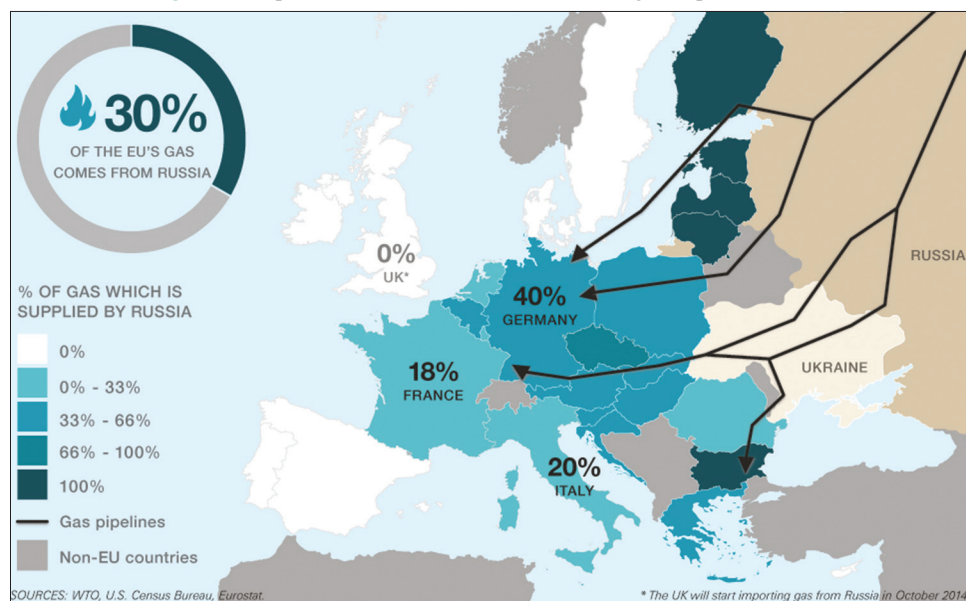 30%
OF THE EU'S GAS
COMES FROM RUSSIA
% OF GAS WHICH IS
SUPPLIED BY RUSSIA
0%
0% - 33%
33% - 66%
66% - 100%
100%
Gas pipelines
Non-EU countries
0%
UK*
40%
GERMANY
18%
FRANCE
20%
ITALY
RUSSIA
UKRAINE
SOURCES: WTO, U.S. Census Bureau, Eurostat.
* The UK will start importing gas from Russia in October 2014